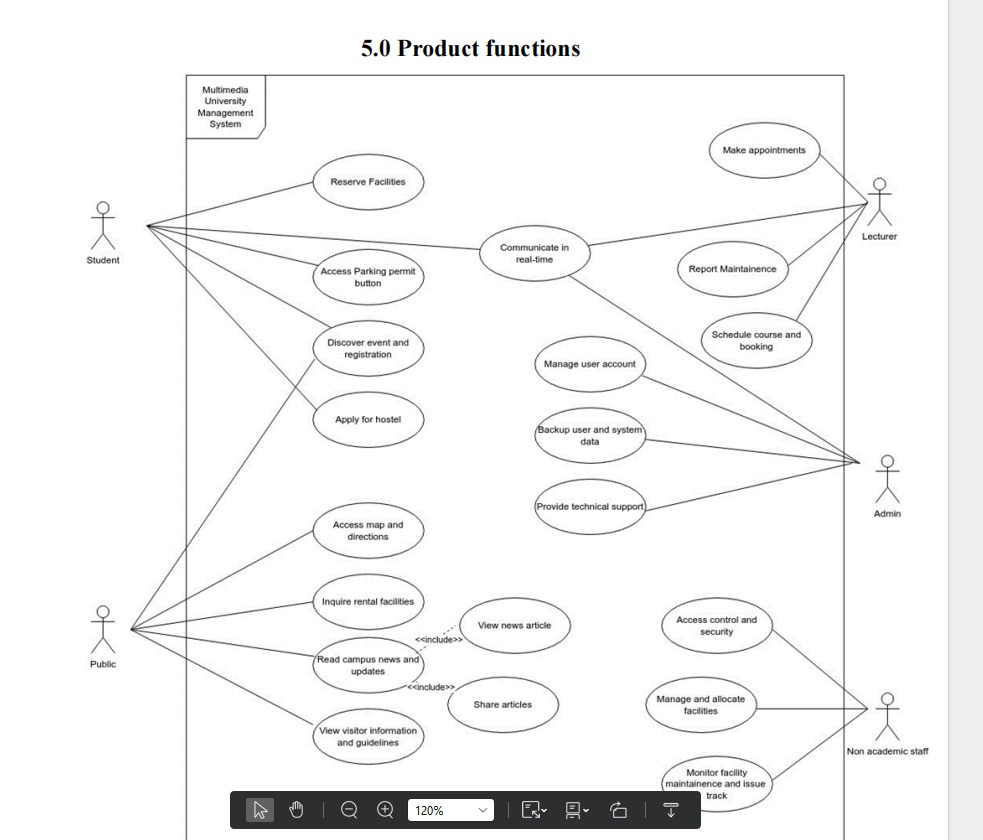 5.0 Product functions
Multimedia
University
Management
System
Make appointments
Reserve Facilities
Student
Lecturer
Communicate in
real-time
Access Parking permit
button
Report Maintainence
Discover event and
registration
Schedule course and
booking
Manage user account
Apply for hostel
Backup user and system
data
Admin
Provide technical support
Access map and
directions
Inquire rental facilities
View news article
Access control and
security
<<include>>
Public
Read campus news and
updates
<<include>>
Share articles
Manage and allocate
facilities
View visitor information
and guidelines
Non academic staff
Monitor facility
maintainence and issue
track
120%